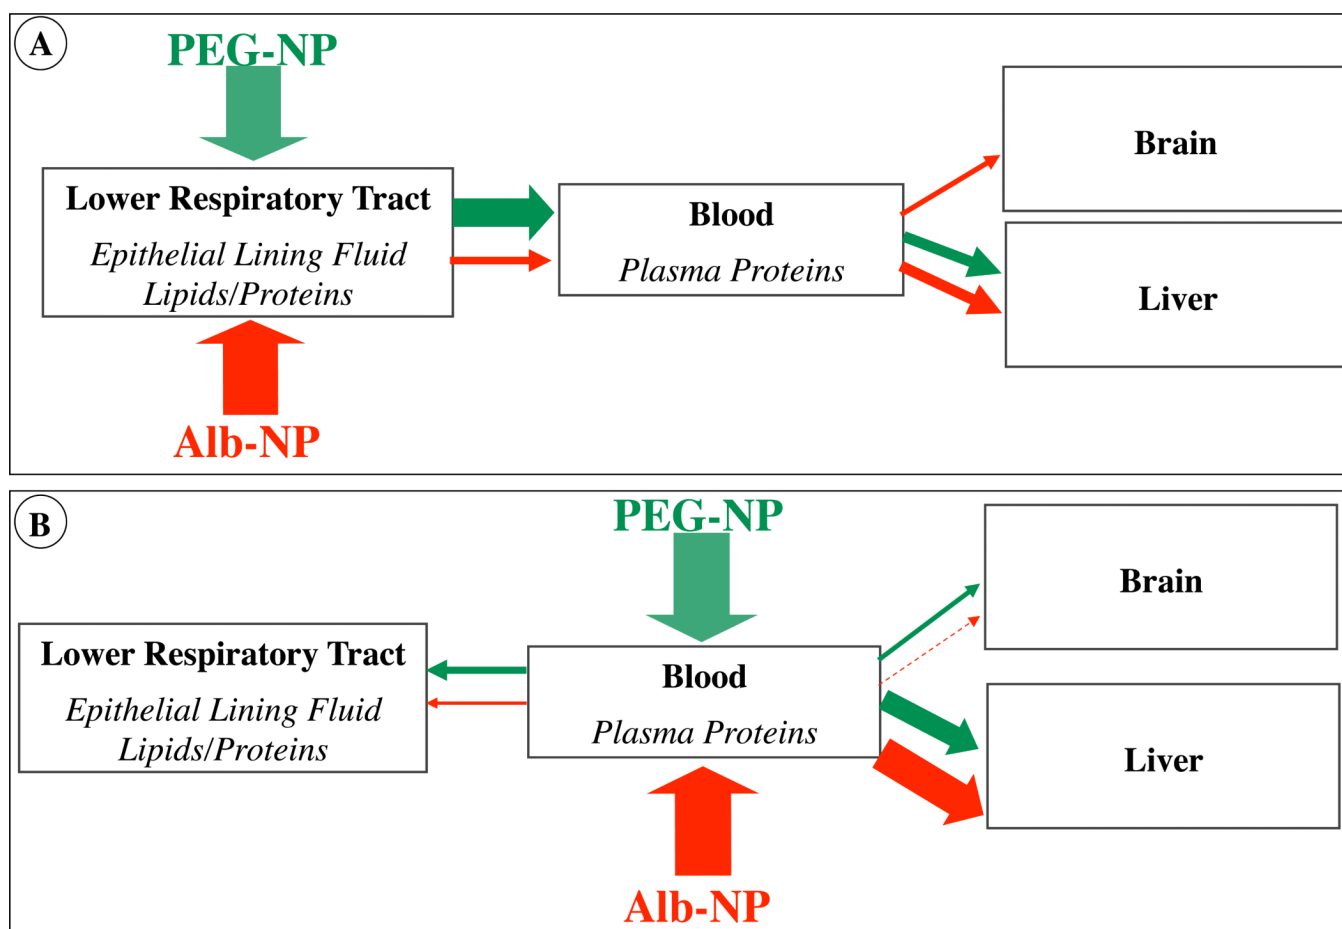 A
PEG-NP
Lower Respiratory Tract
Epithelial Lining Fluid
Lipids/Proteins
Blood
Plasma Proteins
Brain
Liver
Alb-NP
B
PEG-NP
Lower Respiratory Tract
Epithelial Lining Fluid
Lipids/Proteins
Blood
Plasma Proteins
Brain
Liver
Alb-NP